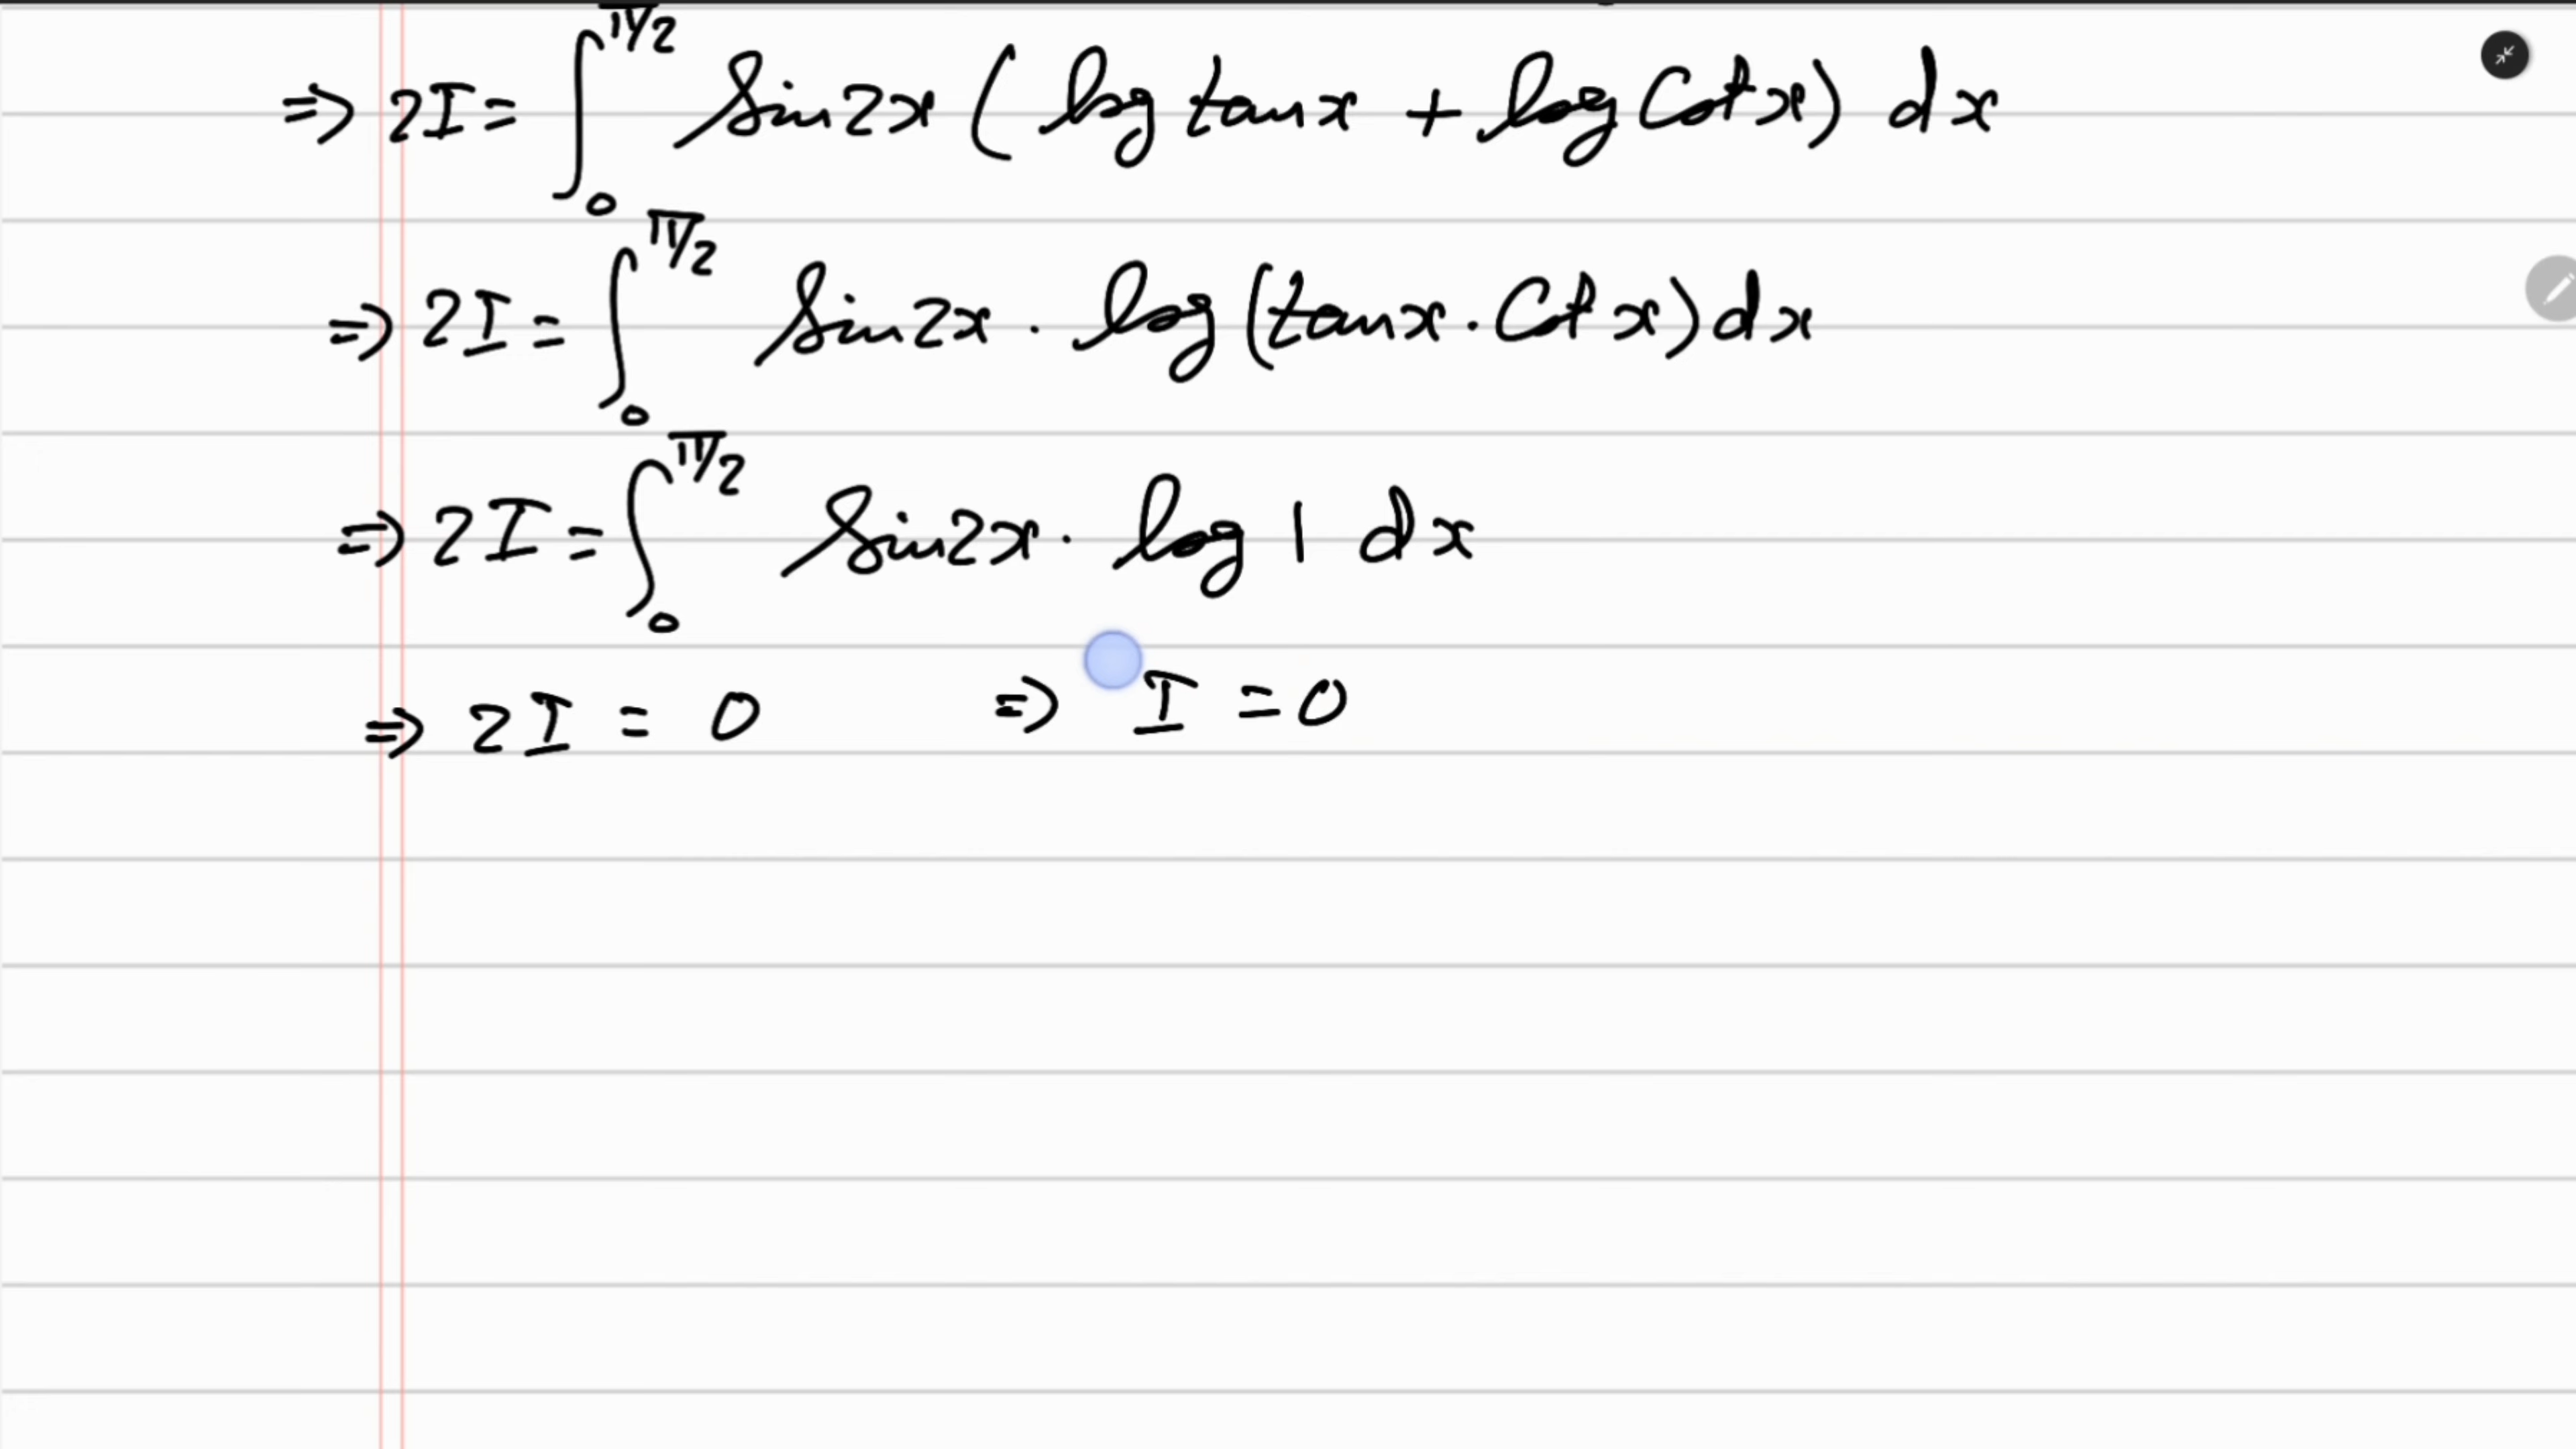 ⇒ 2I = ∫₀^π/2 Sin2x (log tanx + log Cotx) dx
⇒ 2I = ∫₀^π/2 Sin2x · log (tanx · Cotx) dx
⇒ 2I = ∫₀^π/2 Sin2x · log 1 dx
⇒ 2I = 0 ⇒ I = 0